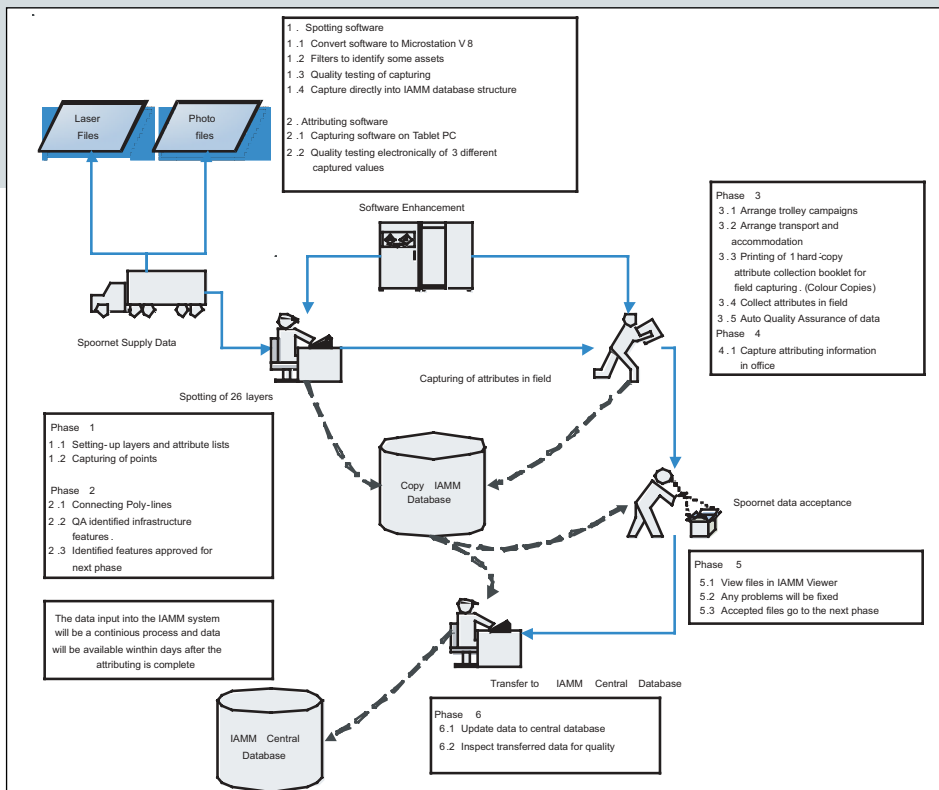 1 . Spotting software
1 .1 Convert software to Microstation V 8
1 .2 Filters to identify some assets
1 .3 Quality testing of capturing
1 .4 Capture directly into IAMM database structure
2 . Attributing software
2 .1 Capturing software on Tablet PC
2 .2 Quality testing electronically of 3 different
captured values
Laser
Files
Photo
files
Software Enhancement
Phase 3
3 .1 Arrange trolley campaigns
3 .2 Arrange transport and
accommodation
3 .3 Printing of 1 hard-copy
attribute collection booklet for
field capturing . (Colour Copies)
3 .4 Collect attributes in field
3 .5 Auto Quality Assurance of data
Phase 4
4 .1 Capture attributing information
in office
Spoornet Supply Data
Spotting of 26 layers
Capturing of attributes in field
Phase 1
1 .1 Setting-up layers and attribute lists
1 .2 Capturing of points
Phase 2
2 .1 Connecting Poly-lines
2 .2 QA identified infrastructure
features .
2 .3 Identified features approved for
next phase
Copy IAMM
Database
Spoornet data acceptance
Phase 5
5.1 View files in IAMM Viewer
5.2 Any problems will be fixed
5.3 Accepted files go to the next phase
The data input into the IAMM system
will be a continious process and data
will be available winthin days after the
attributing is complete
Transfer to IAMM Central Database
IAMM Central
Database
Phase 6
6.1 Update data to central database
6.2 Inspect transferred data for quality